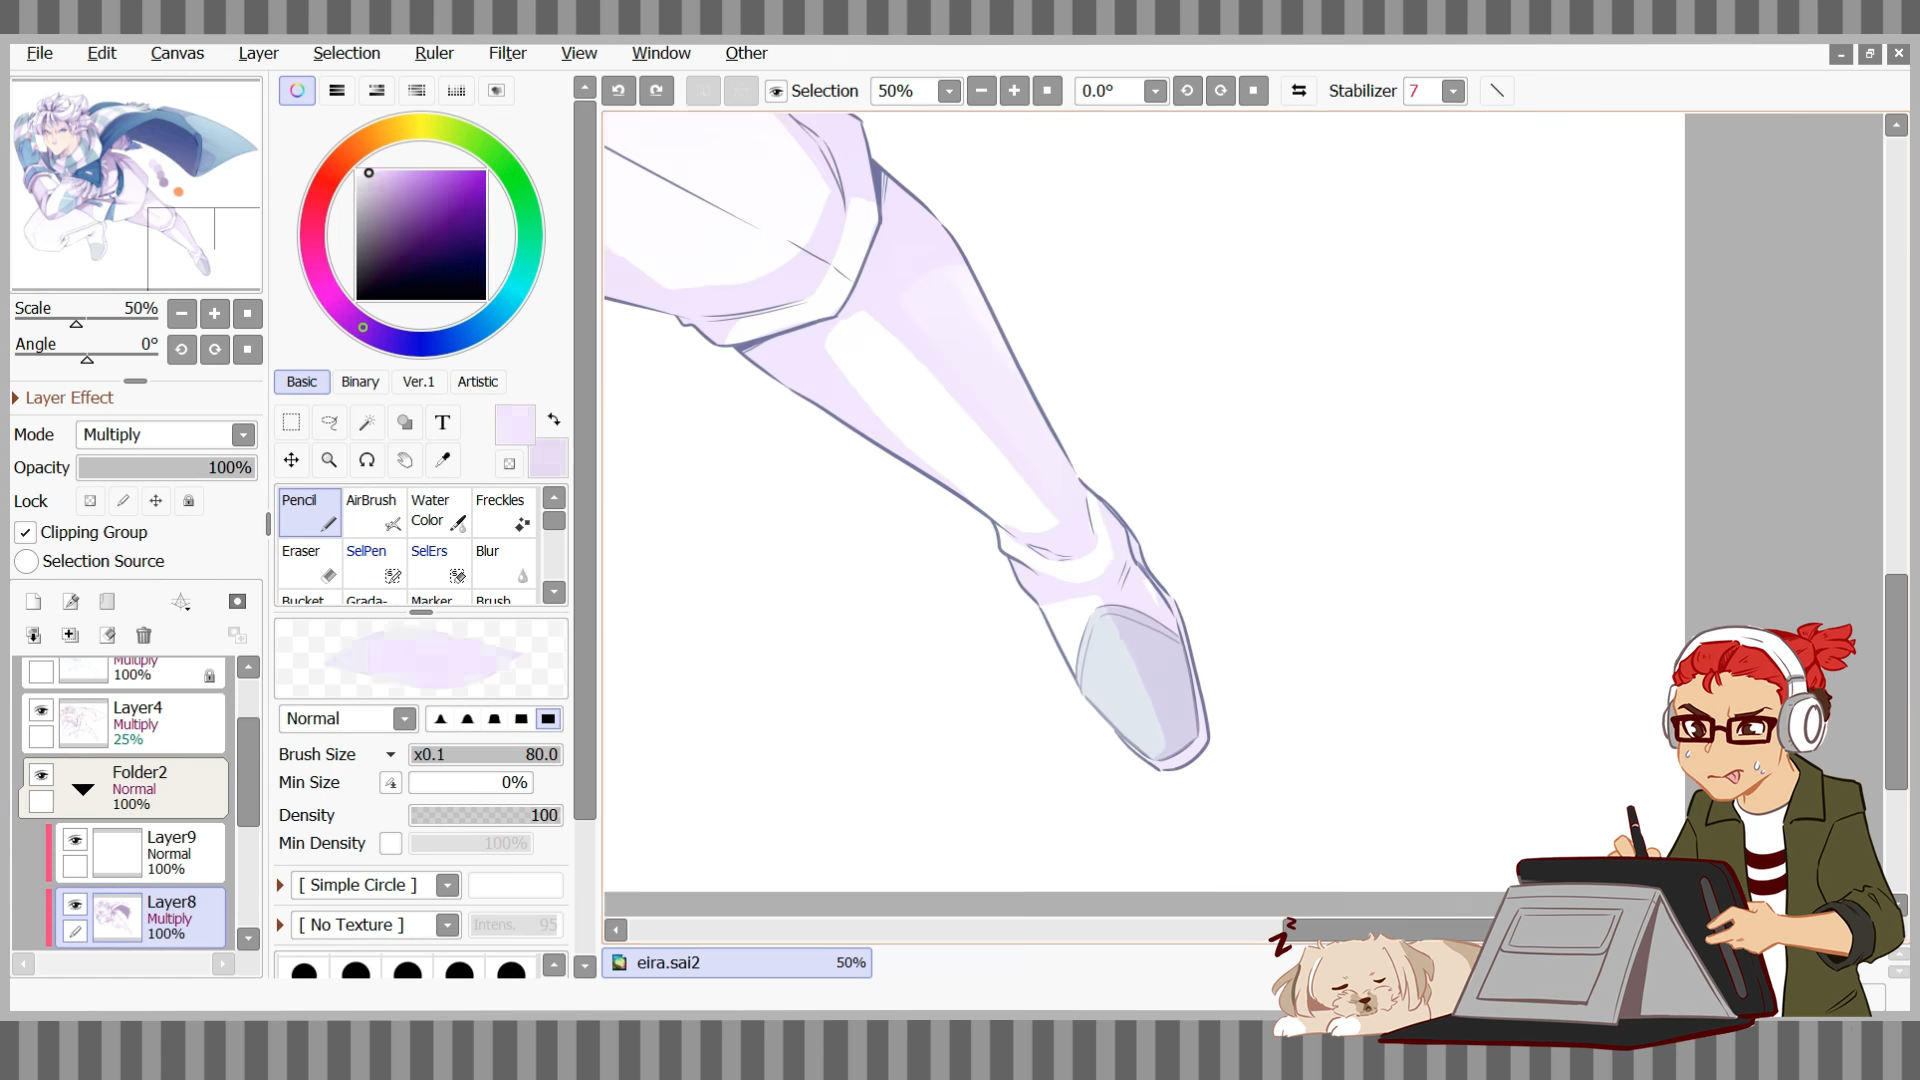 File Edit Canvas Layer Selection Ruler Filter View Window Other
Selection 50% 0.0° Stabilizer 7
Scale 50%
Angle 0°
Layer Effect
Mode Multiply
Opacity 100%
Lock
Clipping Group
Selection Source
Multiply
100%
Layer4
Multiply
25%
Folder2
Normal
100%
Layer9
Normal
100%
Layer8
Multiply
100%
Basic Binary Ver.1 Artistic
T
Pencil AirBrush Water Color Freckles
Eraser SelPen SelErs Blur
Bucket Grada- Marker Brush
Normal
Brush Size x0.1 80.0
Min Size 0%
Density 100
Min Density 100%
[ Simple Circle ]
[ No Texture ] Intens. 95
eira.sai2 50%
z
Z